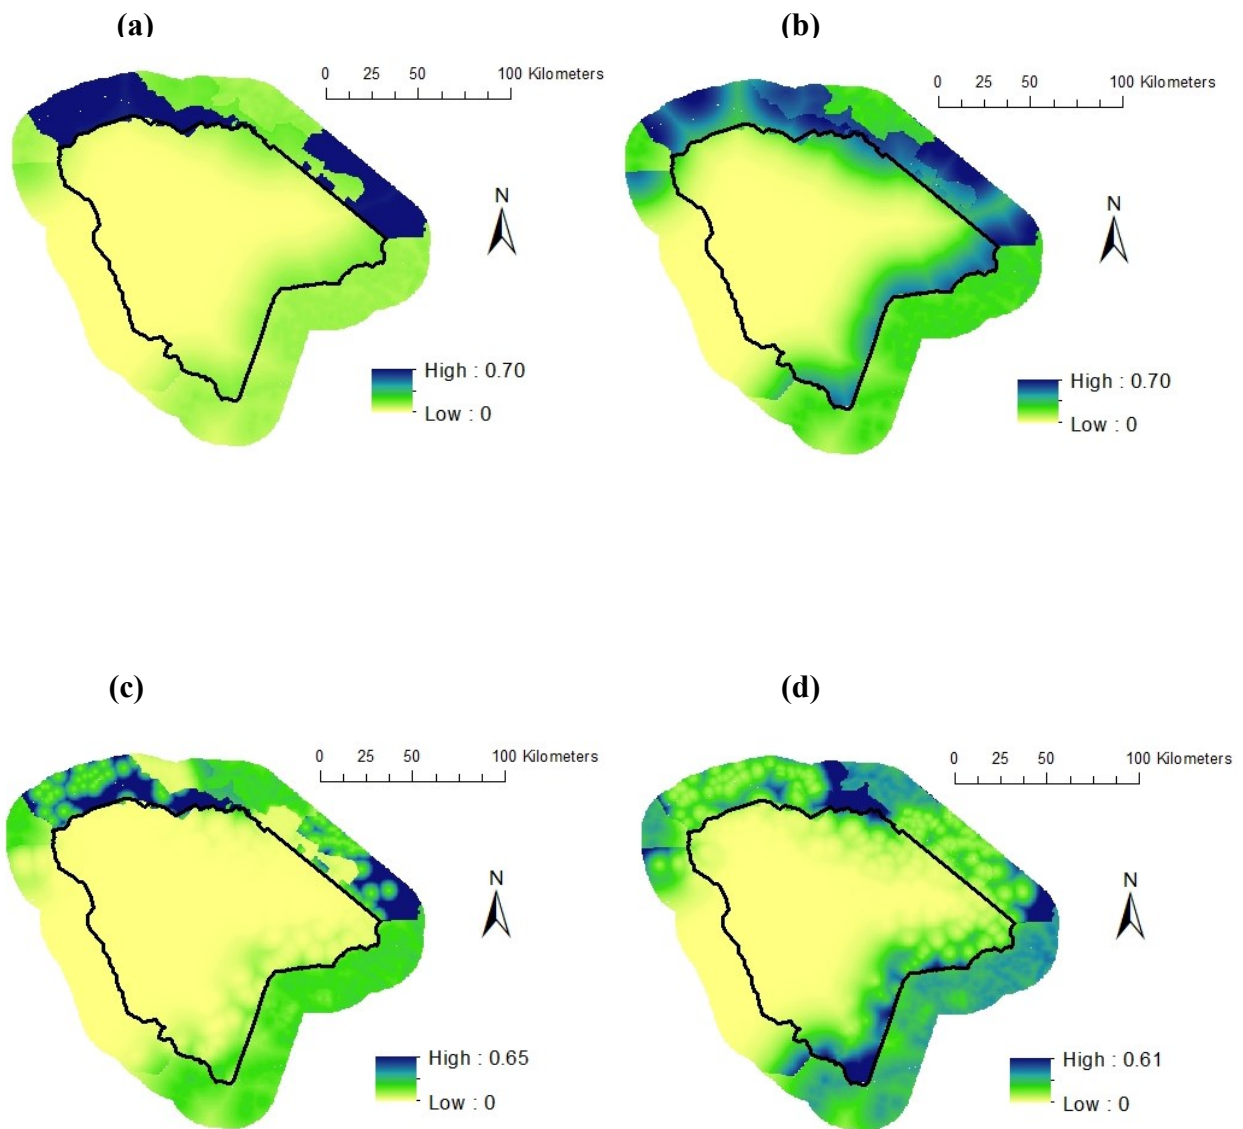 (a)
(b)
0 25 50 100 Kilometers
0 25 50 100 Kilometers
N
N
High : 0.70
Low : 0
High : 0.70
Low : 0
(c)
(d)
0 25 50 100 Kilometers
0 25 50 100 Kilometers
N
N
High : 0.65
Low : 0
High : 0.61
Low : 0